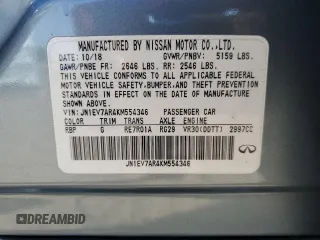 MANUFACTURED BY NISSAN MOTOR CO.,LTD.
DATE: 10/18 GVWR/PNBV: 5159 LBS.
GAWR/PNBE FR: 2646 LBS. RR: 2546 LBS.
THIS VEHICLE CONFORMS TO ALL APPLICABLE FEDERAL
MOTOR VEHICLE SAFETY,BUMPER,AND THEFT
PREVENTION STANDARDS IN EFFECT ON THE
DATE OF MANUFACTURE SHOWN ABOVE.
VIN: JN1EV7AR4KM554346 PASSENGER CAR
COLOR TRIM TRANS AXLE ENGINE
RBP G RE7R01A RG29 VR30(DDTT) 2997CC
JN1EV7AR4KM554346
INFINITI
DREAMBID